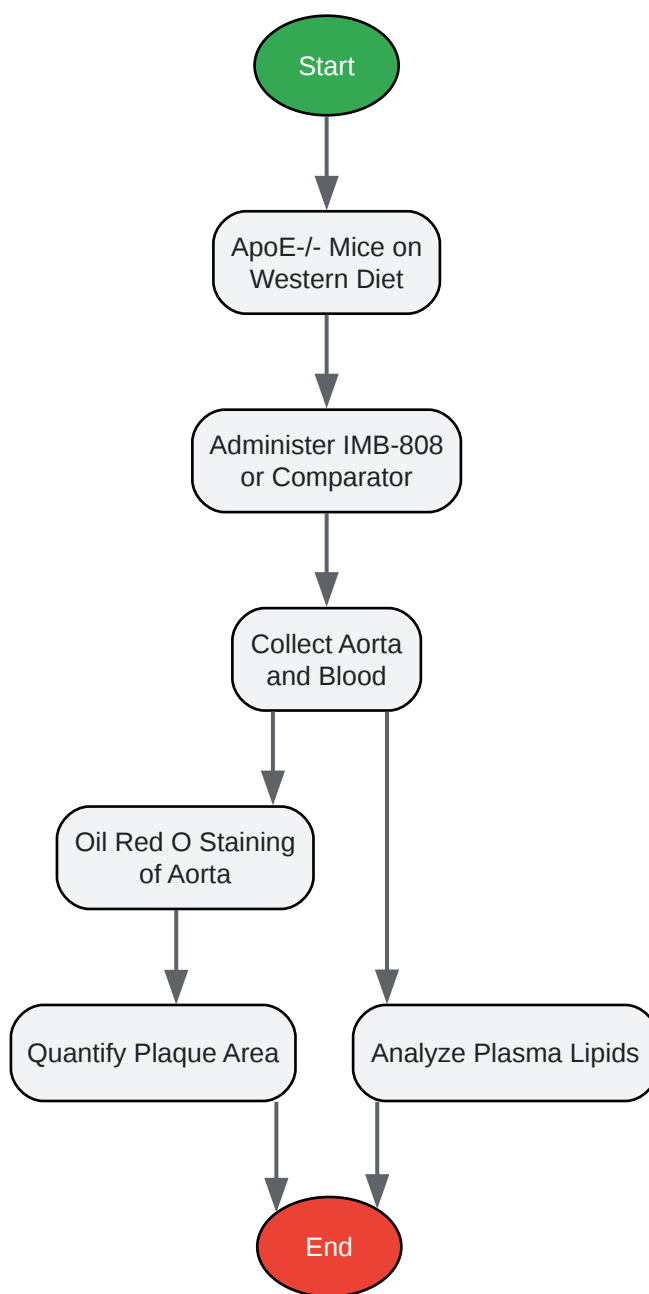 Start
ApoE-/- Mice on
Western Diet
Administer IMB-808
or Comparator
Collect Aorta
and Blood
Oil Red O Staining
of Aorta
Quantify Plaque Area
Analyze Plasma Lipids
End